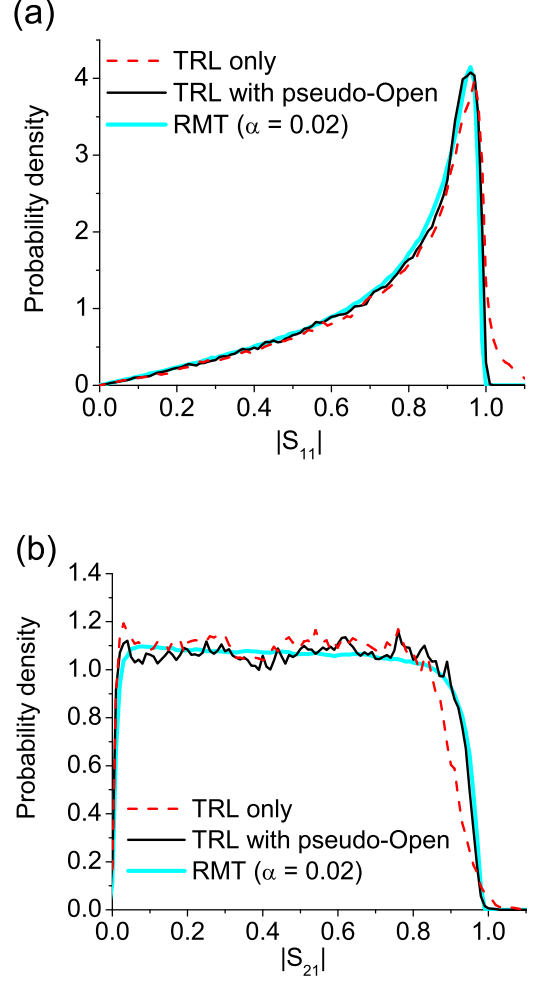 (a)
TRL only
TRL with pseudo-Open
RMT (α = 0.02)
Probability density
4
3
2
1
0
0.0 0.2 0.4 0.6 0.8 1.0
|S11|
(b)
1.4
1.2
1.0
0.8
0.6
0.4
0.2
0.0
Probability density
TRL only
TRL with pseudo-Open
RMT (α = 0.02)
0.0 0.2 0.4 0.6 0.8 1.0
|S21|